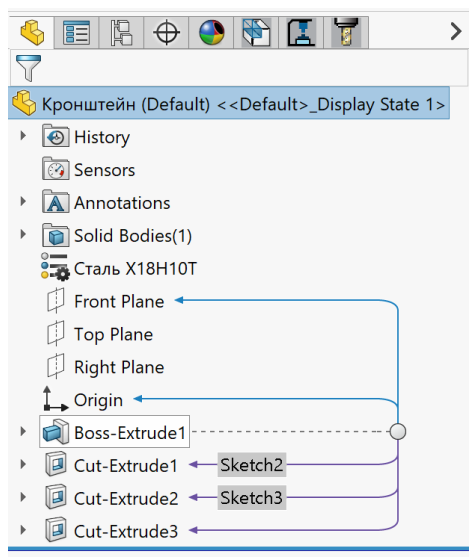 Кронштейн (Default) <<Default>_Display State 1>
History
Sensors
Annotations
Solid Bodies(1)
Сталь Х18Н10Т
Front Plane
Top Plane
Right Plane
Origin
Boss-Extrude1
Cut-Extrude1 Sketch2
Cut-Extrude2 Sketch3
Cut-Extrude3